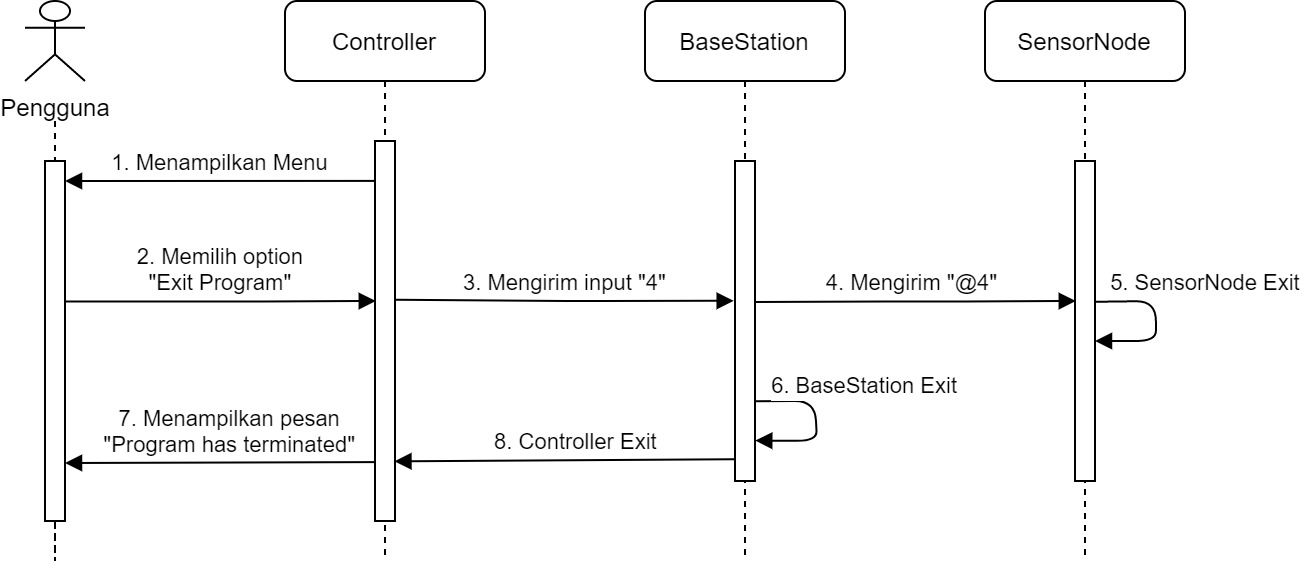 Controller
BaseStation
SensorNode
Pengguna
1. Menampilkan Menu
2. Memilih option
"Exit Program"
3. Mengirim input "4"
4. Mengirim "@4"
5. SensorNode Exit
6. BaseStation Exit
7. Menampilkan pesan
"Program has terminated"
8. Controller Exit